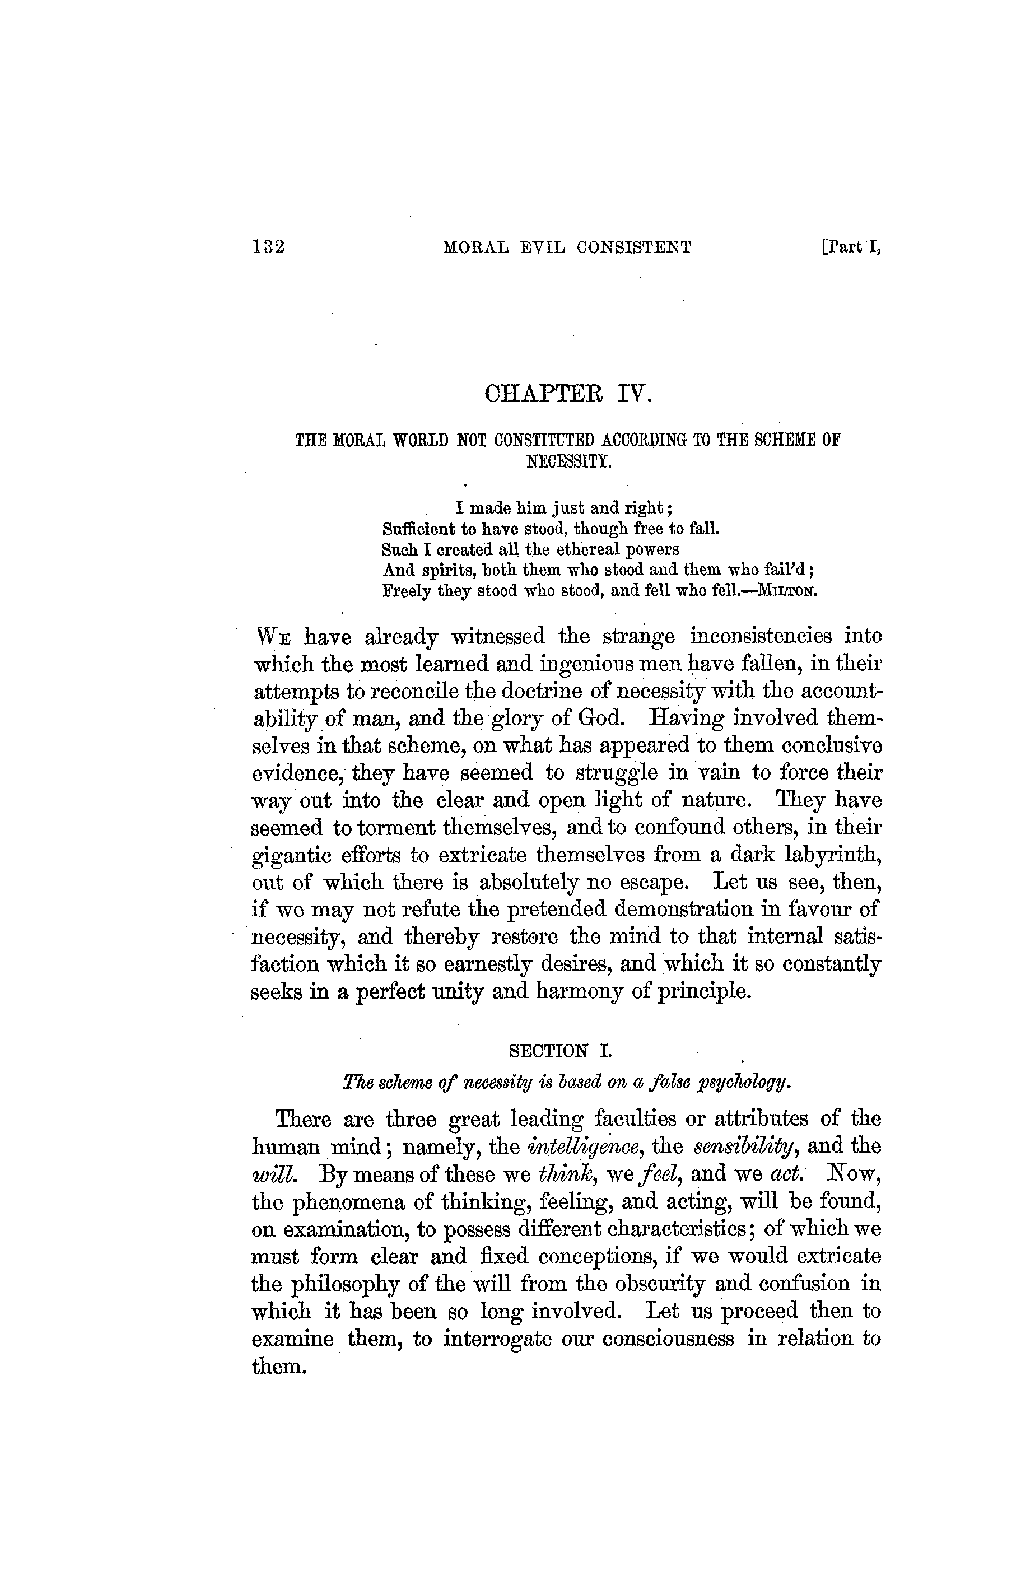 132 MORAL EVIL CONSISTENT [Part I,
CHAPTER IV.
THE MORAL WORLD NOT CONSTITUTED ACCORDING TO THE SCHEME OF
NECESSITY.
I made him just and right;
Sufficient to have stood, though free to fall.
Such I created all the ethereal powers
And spirits, both them who stood and them who fail'd;
Freely they stood who stood, and fell who fell.—MILTON.
WE have already witnessed the strange inconsistencies into
which the most learned and ingenious men have fallen, in their
attempts to reconcile the doctrine of necessity with the account-
ability of man, and the glory of God. Having involved them-
selves in that scheme, on what has appeared to them conclusive
evidence, they have seemed to struggle in vain to force their
way out into the clear and open light of nature. They have
seemed to torment themselves, and to confound others, in their
gigantic efforts to extricate themselves from a dark labyrinth,
out of which there is absolutely no escape. Let us see, then,
if we may not refute the pretended demonstration in favour of
necessity, and thereby restore the mind to that internal satis-
faction which it so earnestly desires, and which it so constantly
seeks in a perfect unity and harmony of principle.
SECTION I.
The scheme of necessity is based on a false psychology.
There are three great leading faculties or attributes of the
human mind; namely, the intelligence, the sensibility, and the
will. By means of these we think, we feel, and we act. Now,
the phenomena of thinking, feeling, and acting, will be found,
on examination, to possess different characteristics; of which we
must form clear and fixed conceptions, if we would extricate
the philosophy of the will from the obscurity and confusion in
which it has been so long involved. Let us proceed then to
examine them, to interrogate our consciousness in relation to
them.